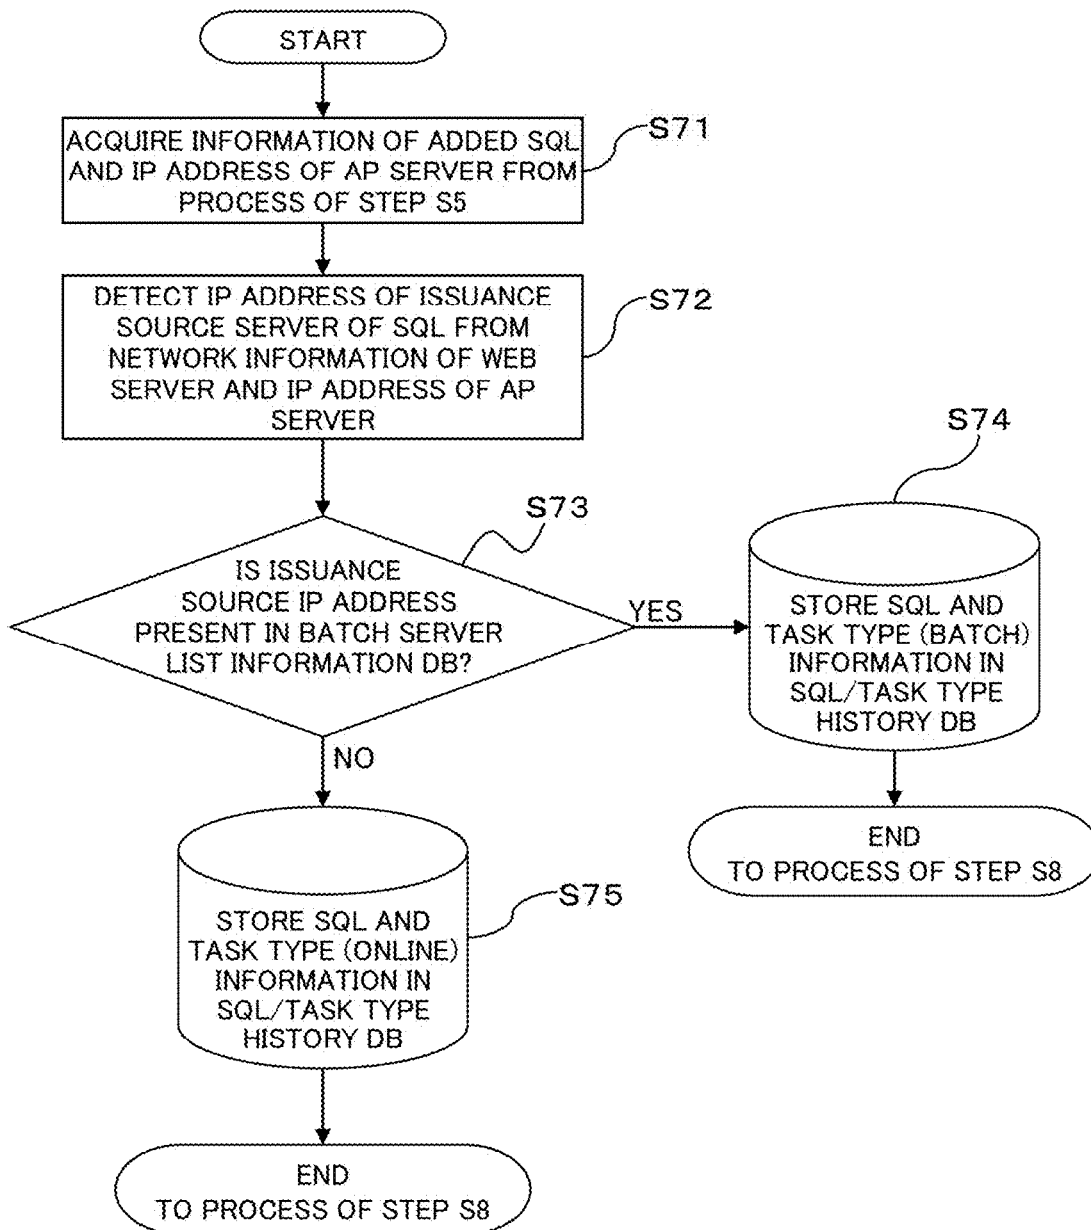 START
S71
ACQUIRE INFORMATION OF ADDED SQL
AND IP ADDRESS OF AP SERVER FROM
PROCESS OF STEP S5
S72
DETECT IP ADDRESS OF ISSUANCE
SOURCE SERVER OF SQL FROM
NETWORK INFORMATION OF WEB
SERVER AND IP ADDRESS OF AP
SERVER
S73
IS ISSUANCE
SOURCE IP ADDRESS
PRESENT IN BATCH SERVER
LIST INFORMATION DB?
YES
S74
STORE SQL AND
TASK TYPE (BATCH)
INFORMATION IN
SQL/TASK TYPE
HISTORY DB
END
TO PROCESS OF STEP S8
NO
S75
STORE SQL AND
TASK TYPE (ONLINE)
INFORMATION IN
SQL/TASK TYPE
HISTORY DB
END
TO PROCESS OF STEP S8